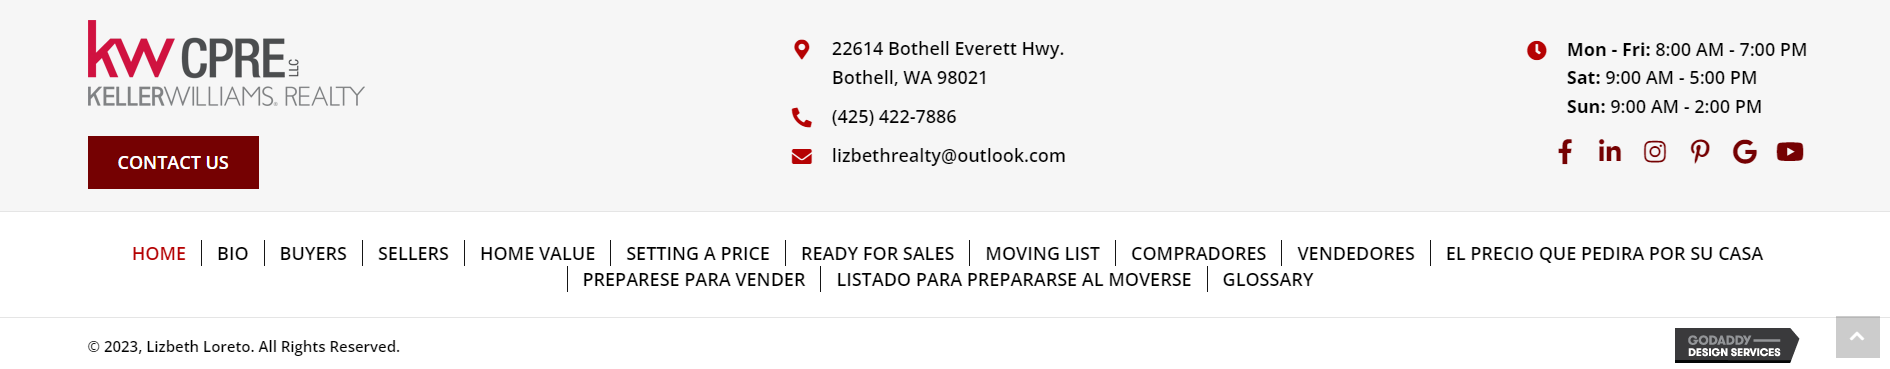 kw CPRE LLC
KELLERWILLIAMS. REALTY
CONTACT US
22614 Bothell Everett Hwy.
Bothell, WA 98021
(425) 422-7886
lizbethrealty@outlook.com
Mon - Fri: 8:00 AM - 7:00 PM
Sat: 9:00 AM - 5:00 PM
Sun: 9:00 AM - 2:00 PM
HOME BIO BUYERS SELLERS HOME VALUE SETTING A PRICE READY FOR SALES MOVING LIST COMPRADORES VENDEDORES EL PRECIO QUE PEDIRA POR SU CASA
PREPARESE PARA VENDER LISTADO PARA PREPARARSE AL MOVERSE GLOSSARY
© 2023, Lizbeth Loreto. All Rights Reserved.
GODADDY
DESIGN SERVICES